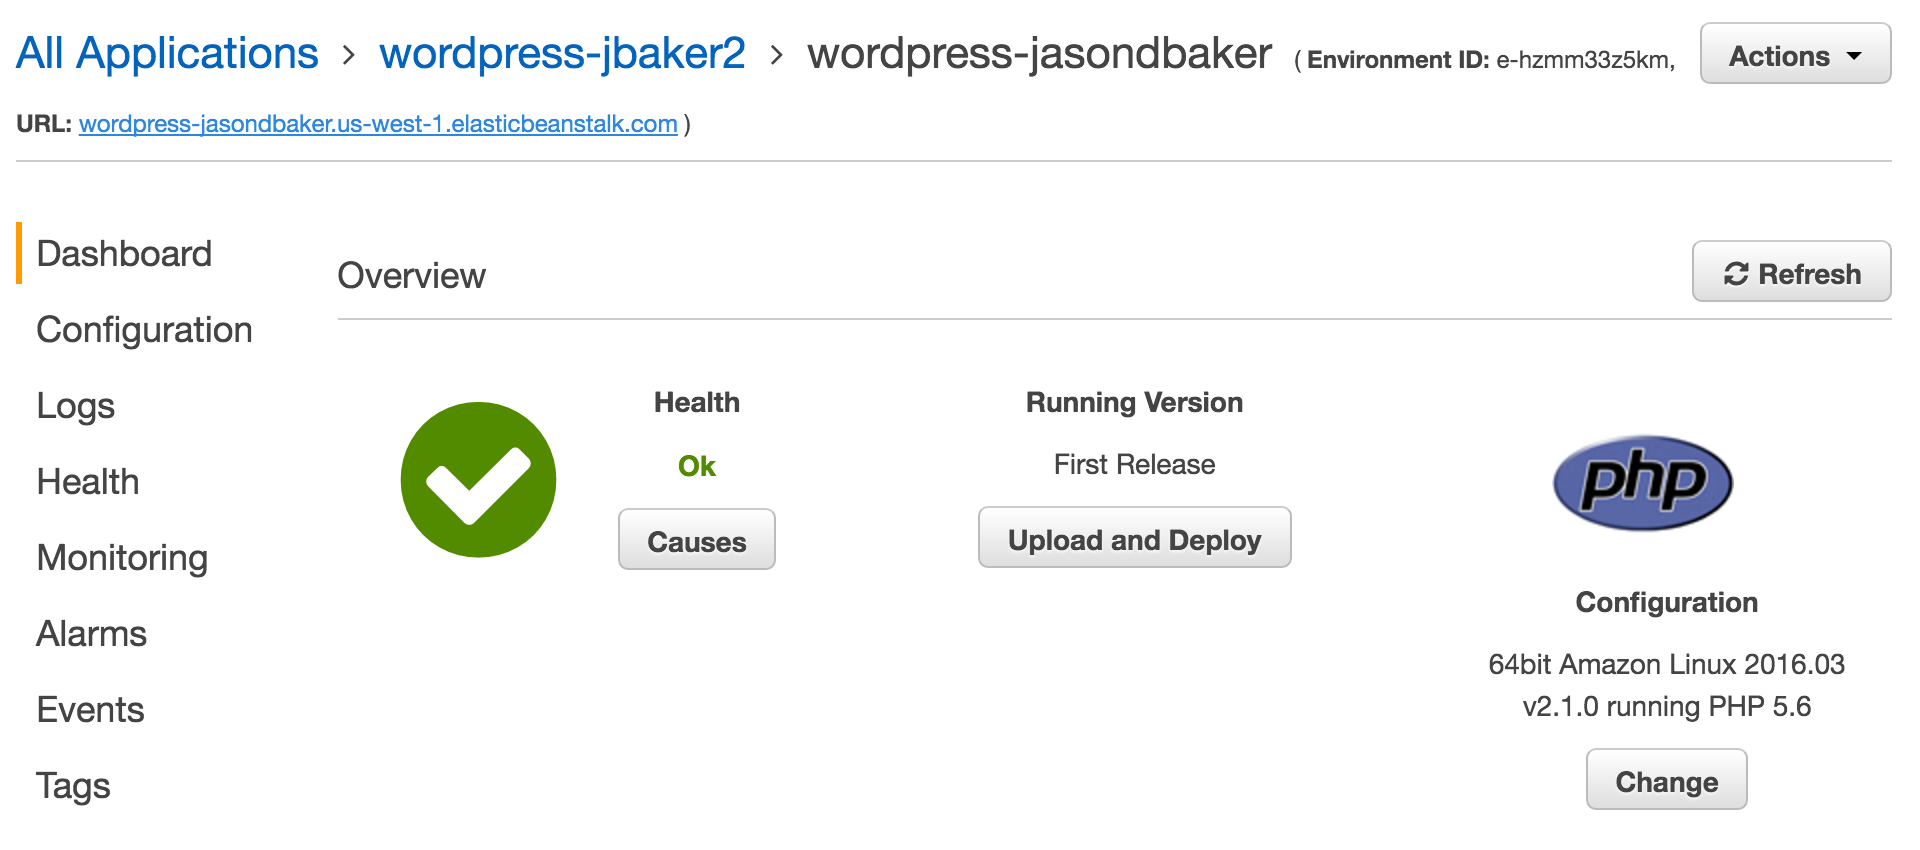 All Applications > wordpress-jbaker2 > wordpress-jasondbaker ( Environment ID: e-hzmm33z5km, Actions
URL: wordpress-jasondbaker.us-west-1.elasticbeanstalk.com )
Dashboard
Configuration
Logs
Health
Monitoring
Alarms
Events
Tags
Overview
Refresh
Health
Ok
Causes
Running Version
First Release
Upload and Deploy
php
Configuration
64bit Amazon Linux 2016.03
v2.1.0 running PHP 5.6
Change